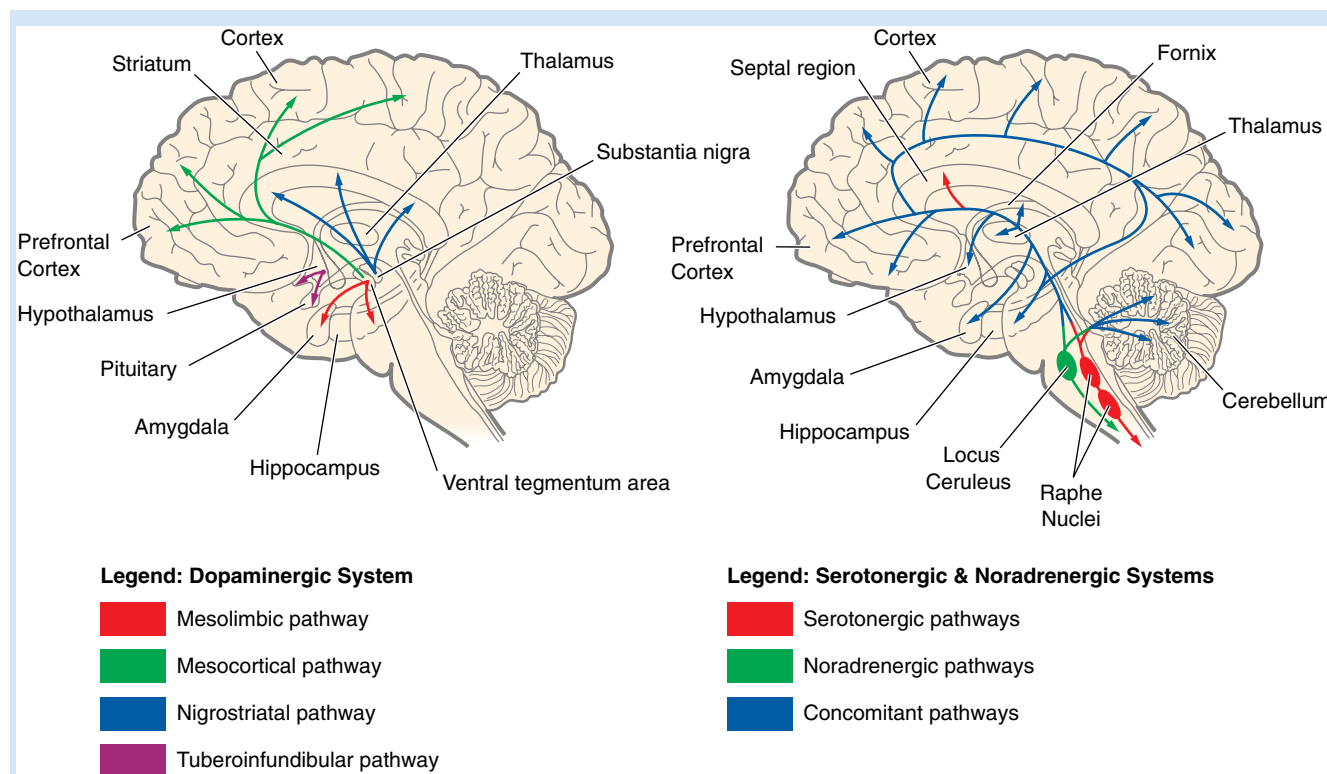 Cortex
Striatum
Thalamus
Substantia nigra
Prefrontal
Cortex
Hypothalamus
Pituitary
Amygdala
Hippocampus
Ventral tegmentum area
Legend: Dopaminergic System
Mesolimbic pathway
Mesocortical pathway
Nigrostriatal pathway
Tuberoinfundibular pathway
Cortex
Septal region
Fornix
Thalamus
Prefrontal
Cortex
Hypothalamus
Amygdala
Hippocampus
Locus
Ceruleus
Raphe
Nuclei
Cerebellum
Legend: Serotonergic & Noradrenergic Systems
Serotonergic pathways
Noradrenergic pathways
Concomitant pathways